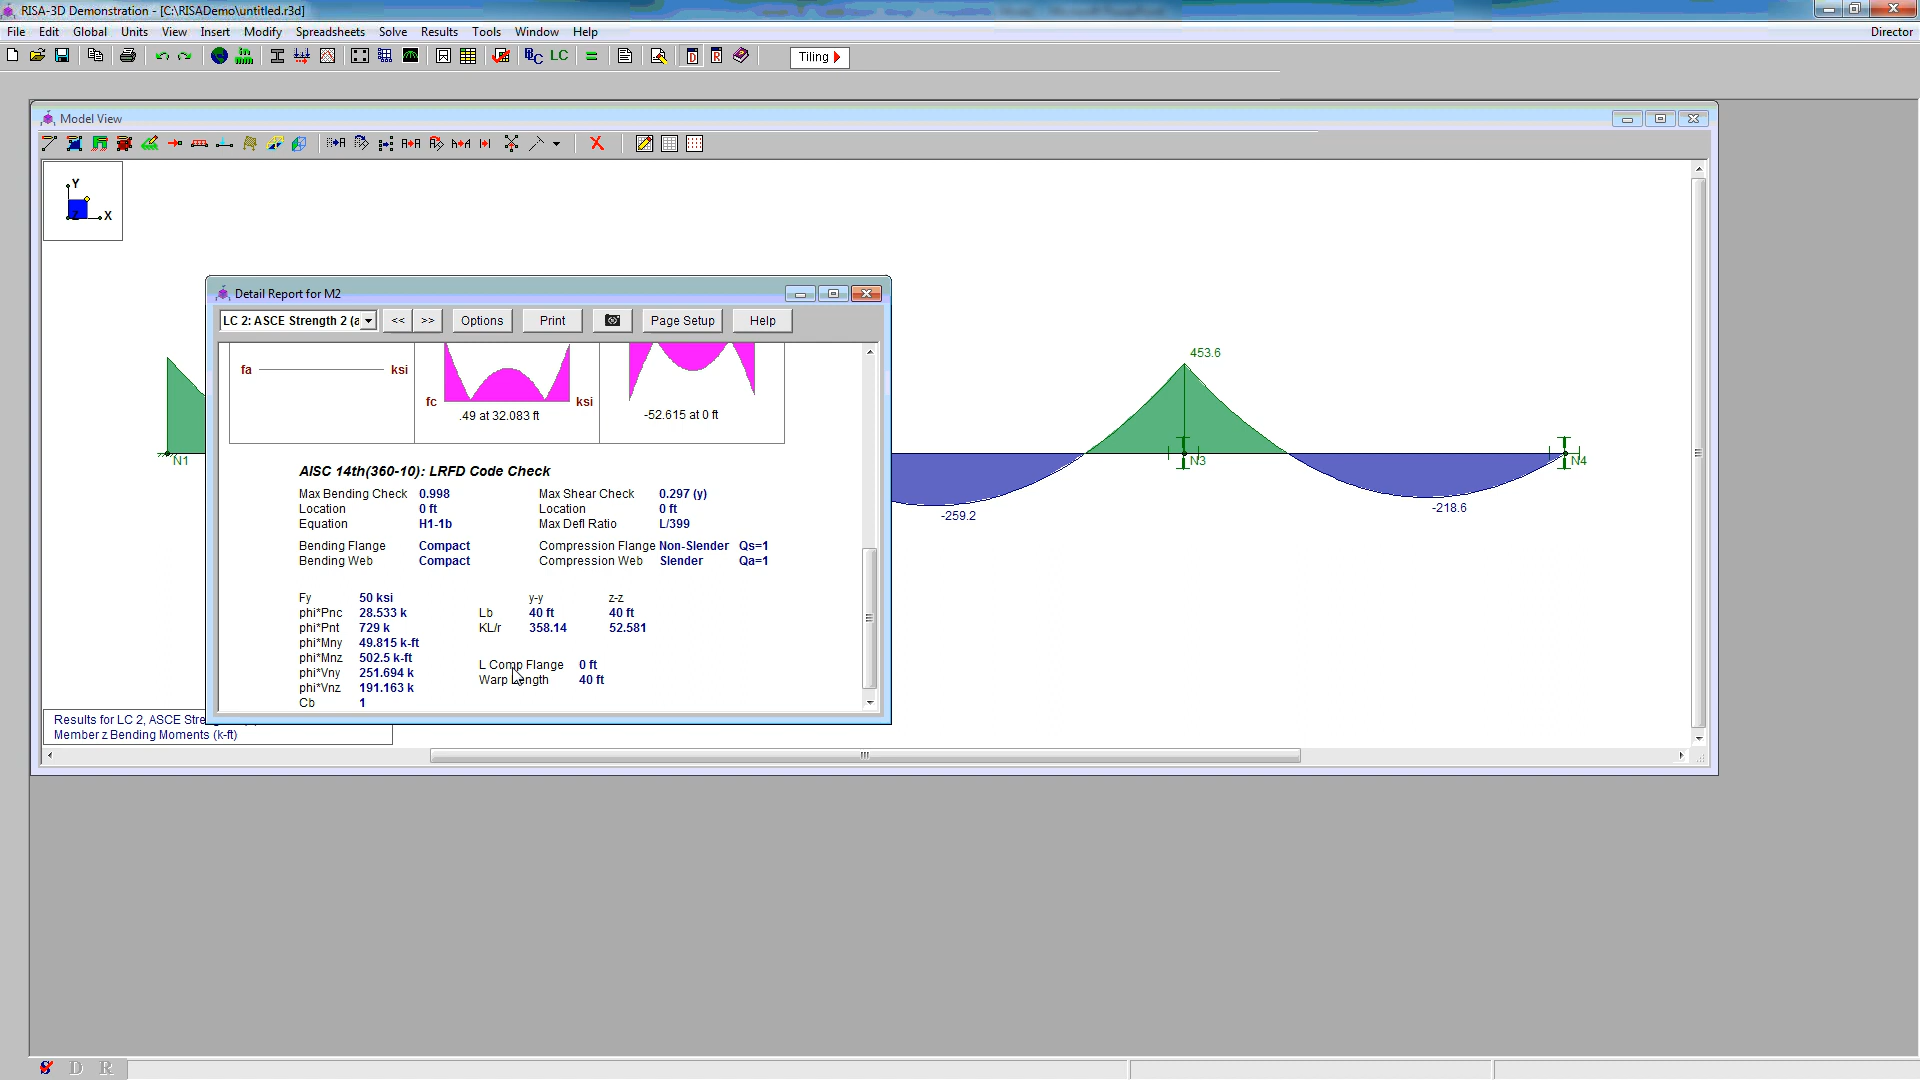 RISA-3D Demonstration - [C:\RISADemo\untitled.r3d]
File Edit Global Units View Insert Modify Spreadsheets Solve Results Tools Window Help Director
LC Tiling
Model View
Y
Z X
Detail Report for M2
LC 2: ASCE Strength 2 (a << >> Options Print Page Setup Help
fa ksi
fc ksi
.49 at 32.083 ft -52.615 at 0 ft
AISC 14th(360-10): LRFD Code Check
Max Bending Check 0.998 Max Shear Check 0.297 (y)
Location 0 ft Location 0 ft
Equation H1-1b Max Defl Ratio L/399
Bending Flange Compact Compression Flange Non-Slender Qs=1
Bending Web Compact Compression Web Slender Qa=1
Fy 50 ksi y-y z-z
phi*Pnc 28.533 k Lb 40 ft 40 ft
phi*Pnt 729 k KL/r 358.14 52.581
phi*Mny 49.815 k-ft
phi*Mnz 502.5 k-ft L Comp Flange 0 ft
phi*Vny 251.694 k Warp Length 40 ft
phi*Vnz 191.163 k
Cb 1
453.6
N1 N3 N4
-259.2 -218.6
Results for LC 2, ASCE Stre
Member z Bending Moments (k-ft)
S D R